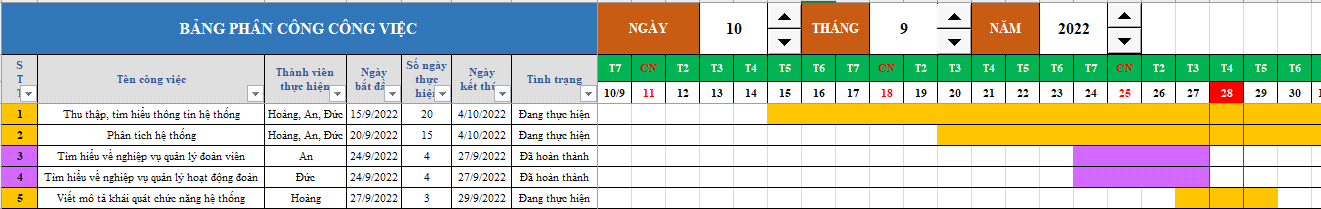 BẢNG PHÂN CÔNG CÔNG VIỆC NGÀY 10 THÁNG 9 NĂM 2022
S T T Tên công việc Thành viên thực hiện Ngày bắt đầ Số ngày thực hiệ Ngày kết thú Tình trạng
T7 CN T2 T3 T4 T5 T6 T7 CN T2 T3 T4 T5 T6 T7 CN T2 T3 T4 T5 T6
10/9 11 12 13 14 15 16 17 18 19 20 21 22 23 24 25 26 27 28 29 30
1 Thu thập, tìm hiểu thông tin hệ thống Hoàng, An, Đức 15/9/2022 20 4/10/2022 Đang thực hiện
2 Phân tích hệ thống Hoàng, An, Đức 20/9/2022 15 4/10/2022 Đang thực hiện
3 Tìm hiểu về nghiệp vụ quản lý đoàn viên An 24/9/2022 4 27/9/2022 Đã hoàn thành
4 Tìm hiểu về nghiệp vụ quản lý hoạt động đoàn Đức 24/9/2022 4 27/9/2022 Đã hoàn thành
5 Viết mô tả khái quát chức năng hệ thống Hoàng 27/9/2022 3 29/9/2022 Đang thực hiện